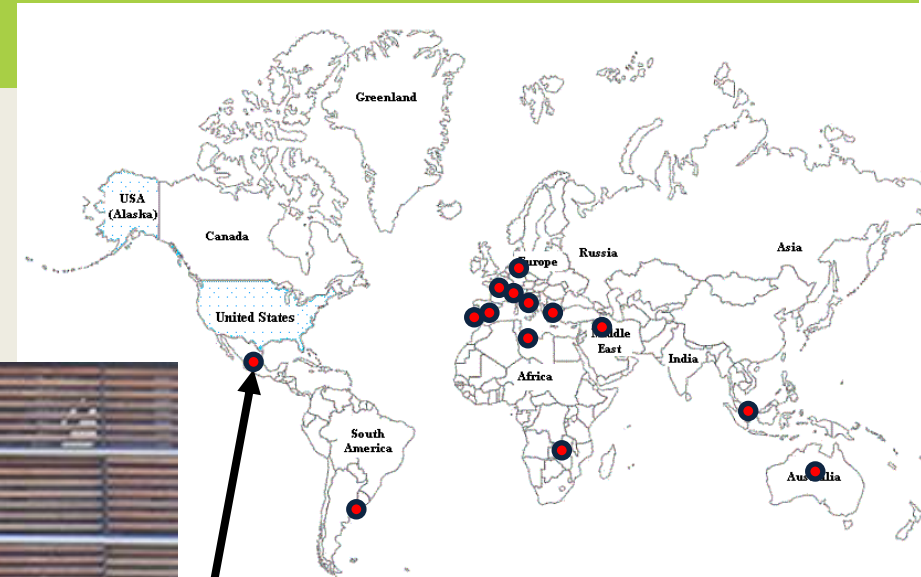 Greenland
USA
(Alaska)
Canada
Russia
Asia
Europe
United States
Middle
East
India
Africa
South
America
Australia